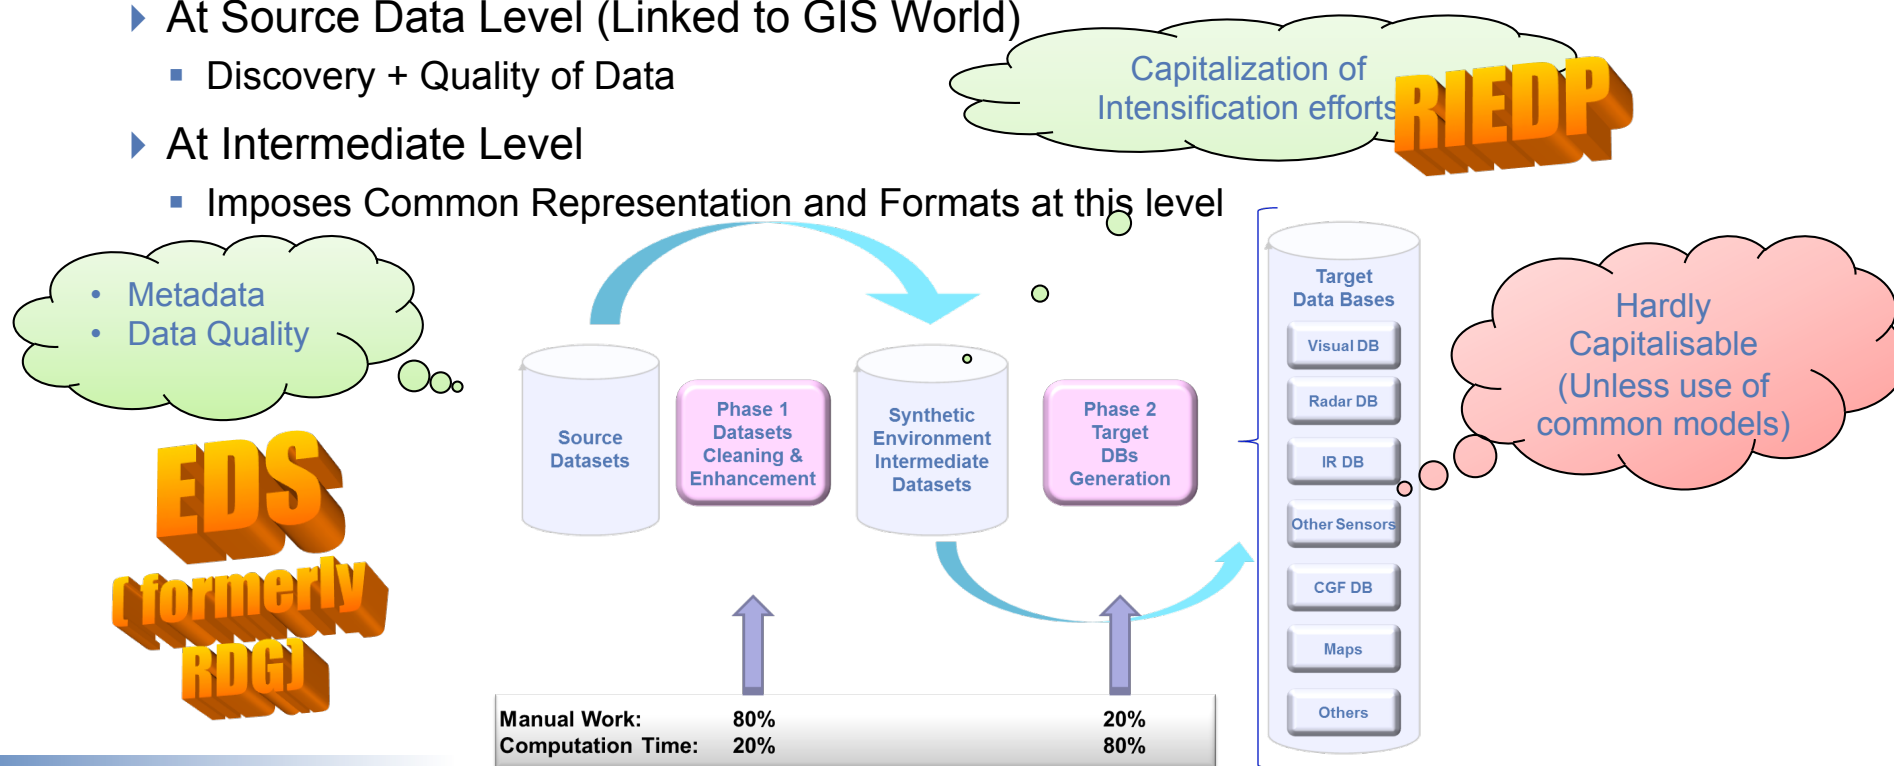 At Source Data Level (Linked to GIS World)
Discovery + Quality of Data
At Intermediate Level
Imposes Common Representation and Formats at this level
Capitalization of
Intensification efforts
RIEDP
• Metadata
• Data Quality
EDS
(formerly
RDG)
Source
Datasets
Phase 1
Datasets
Cleaning &
Enhancement
Synthetic
Environment
Intermediate
Datasets
Phase 2
Target
DBs
Generation
Target
Data Bases
Visual DB
Radar DB
IR DB
Other Sensors
CGF DB
Maps
Others
Hardly
Capitalisable
(Unless use of
common models)
Manual Work: 80% 20%
Computation Time: 20% 80%